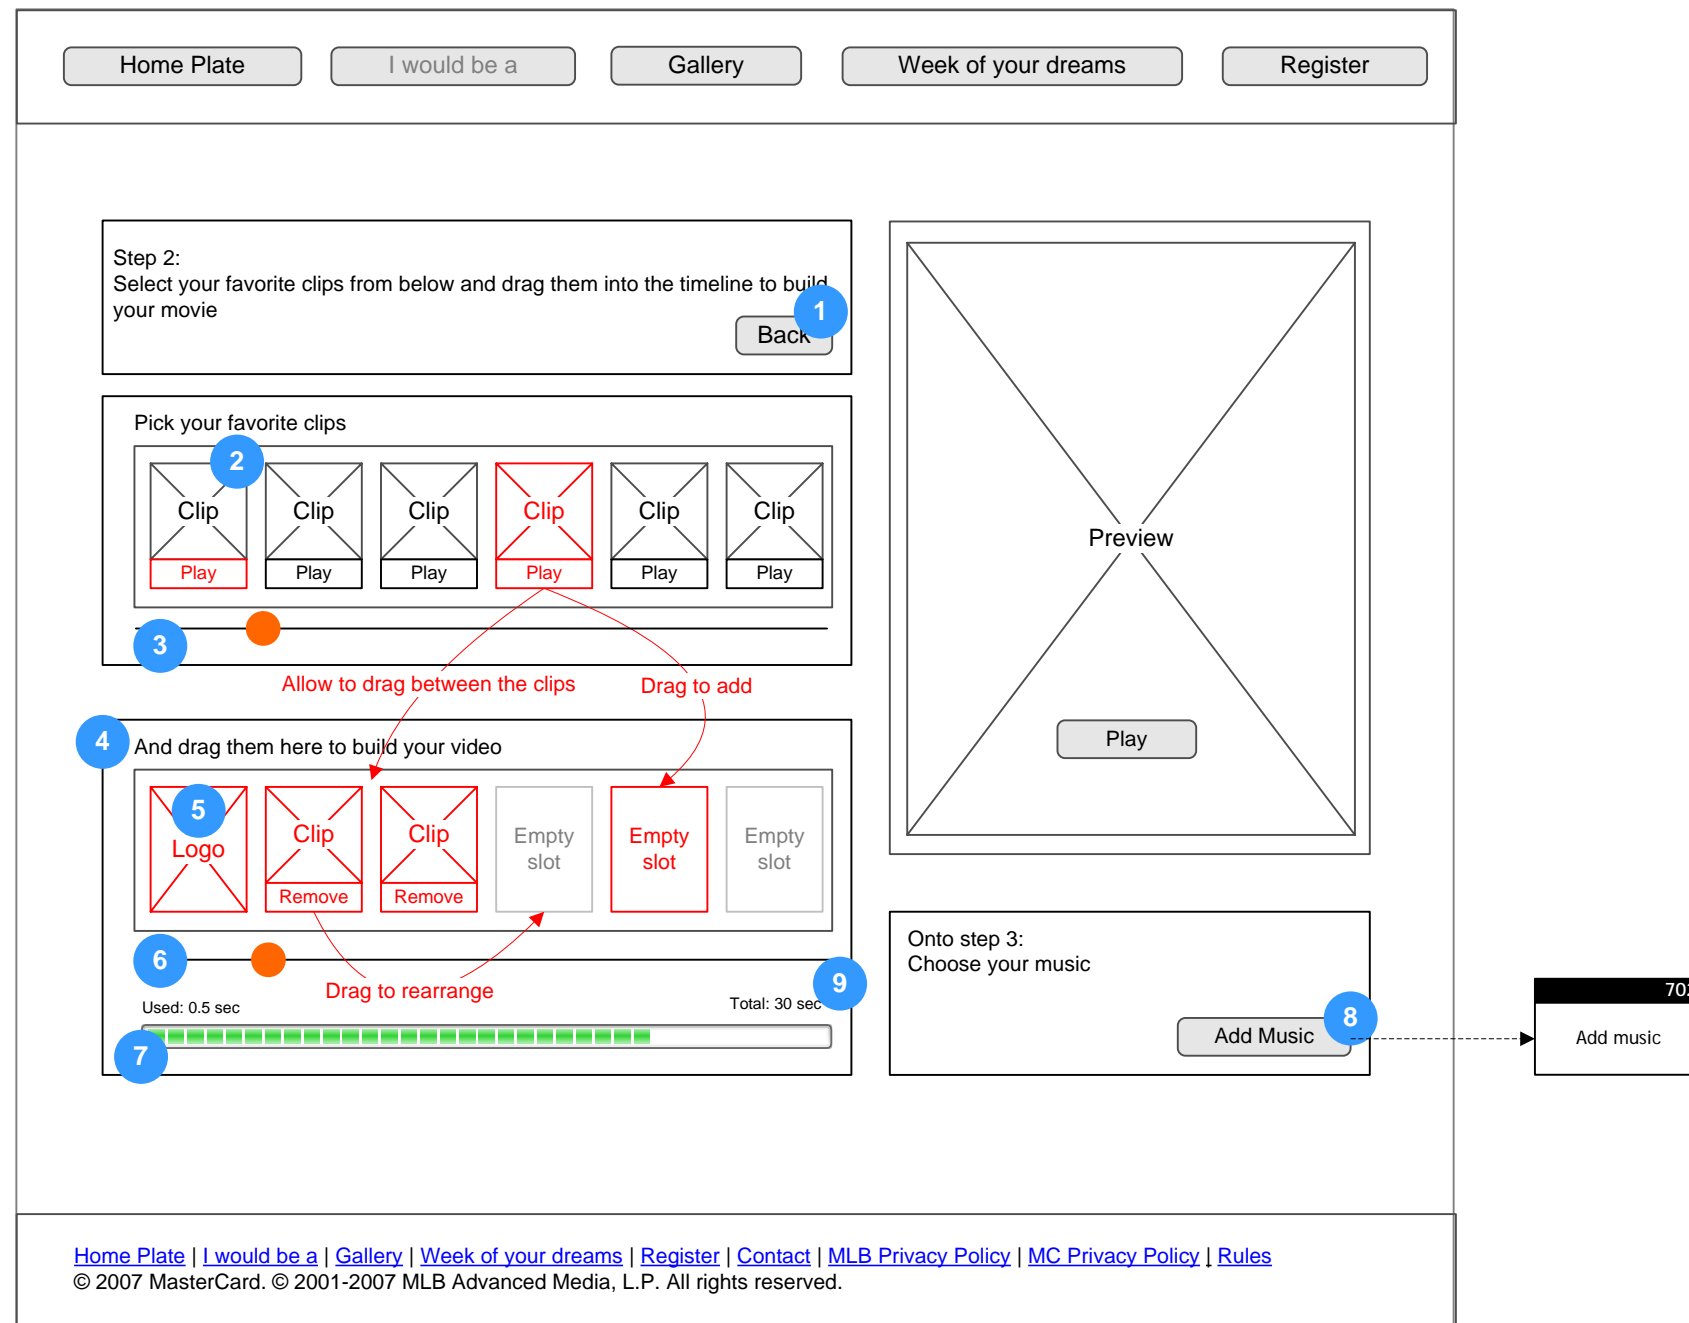 Home Plate
I would be a
Gallery
Week of your dreams
Register
Step 2:
Select your favorite clips from below and drag them into the timeline to build
your movie
1
Back
Pick your favorite clips
2
Clip Clip Clip Clip Clip Clip
Play Play Play Play Play Play
3
Allow to drag between the clips
Drag to add
4
And drag them here to build your video
5
Logo
Clip
Remove
Clip
Remove
Empty
slot
Empty
slot
Empty
slot
6
Drag to rearrange
9
Used: 0.5 sec
Total: 30 sec
7
Preview
Play
Onto step 3:
Choose your music
8
Add Music
702
Add music
Home Plate | I would be a | Gallery | Week of your dreams | Register | Contact | MLB Privacy Policy | MC Privacy Policy | Rules
© 2007 MasterCard. © 2001-2007 MLB Advanced Media, L.P. All rights reserved.